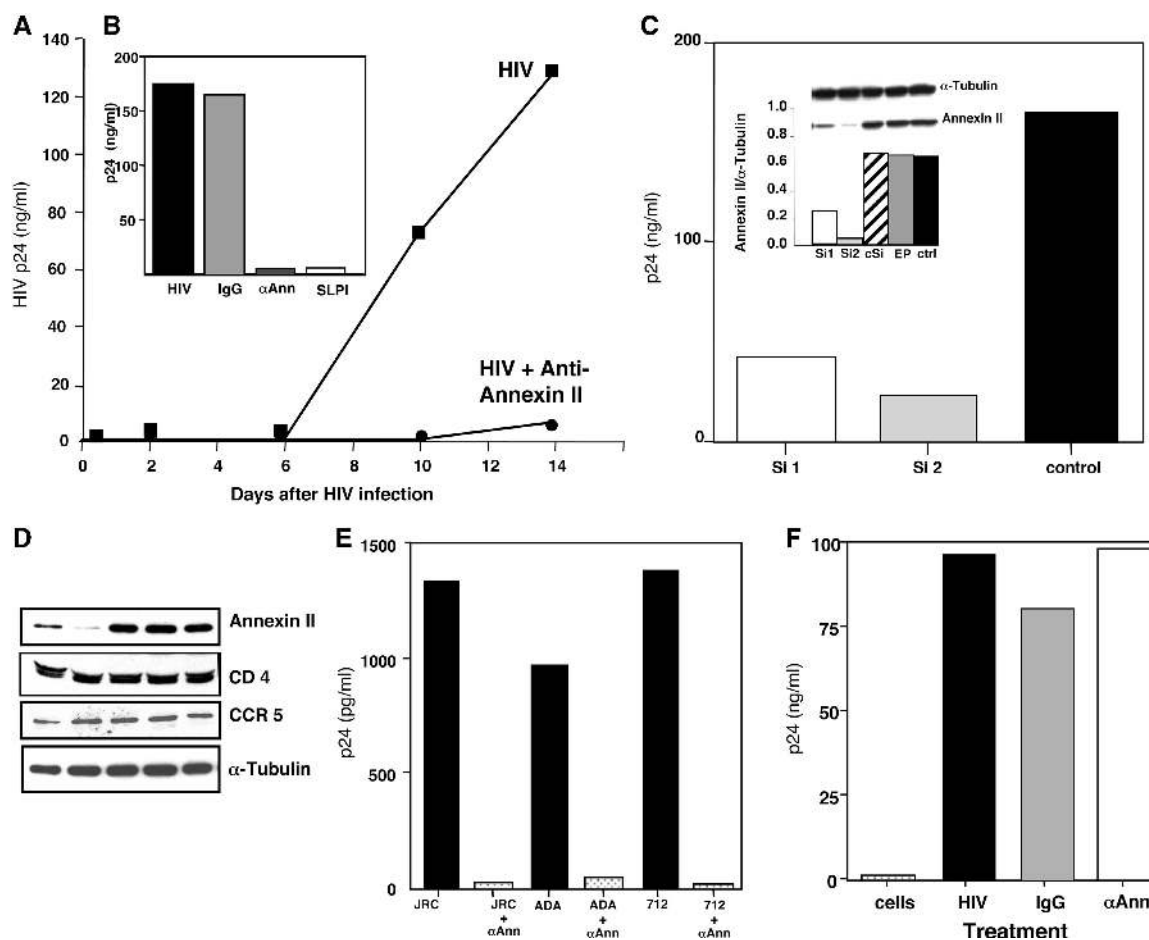 A
HIV p24 (ng/ml)
140
120
100
80
60
40
20
0
0 2 4 6 8 10 12 14
Days after HIV infection
HIV
HIV + Anti-
Annexin II
B
p24 (ng/ml)
200
150
100
50
HIV IgG αAnn SLPI
C
p24 (ng/ml)
200
100
0
Si 1 Si 2 control
Annexin II/α-Tubulin
1.0
0.8
0.6
0.4
0.2
0.0
α-Tubulin
AnnexIn II
Si1 Si2 cSi EP ctrl
D
Annexin II
CD 4
CCR 5
α-Tubulin
E
p24 (pg/ml)
1500
1000
500
0
JRC JRC ADA ADA 712 712
+ + +
αAnn αAnn αAnn
F
p24 (ng/ml)
100
75
50
25
0
cells HIV IgG αAnn
Treatment